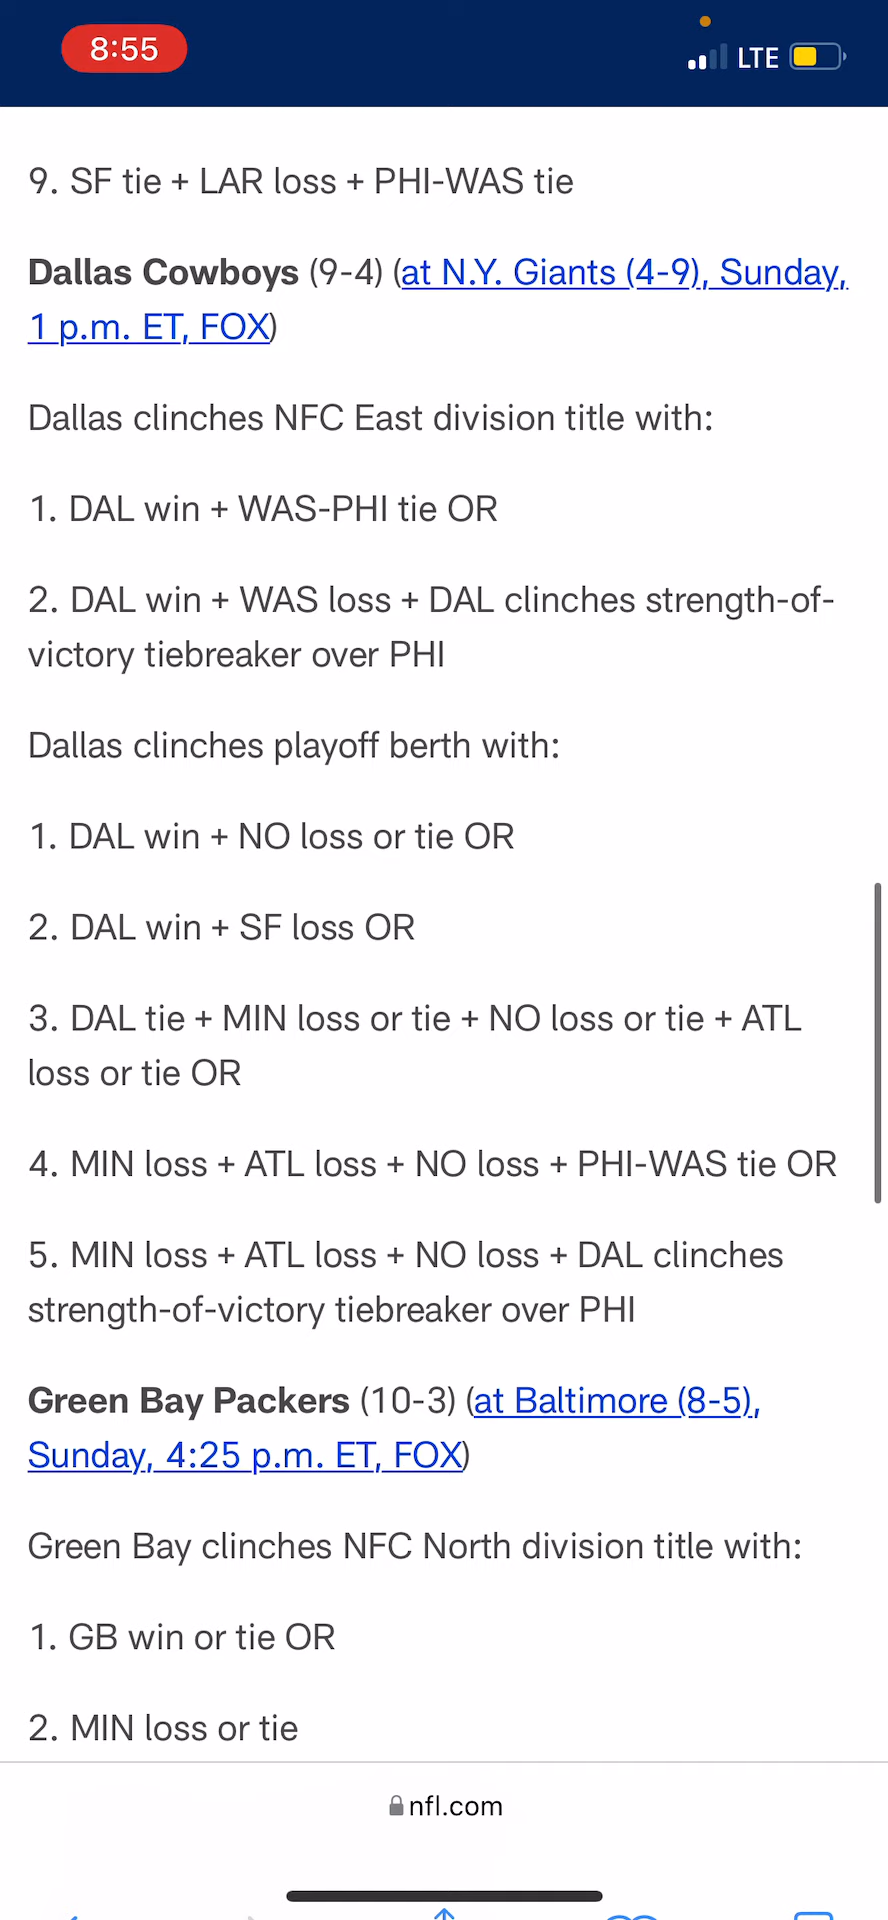 8:55
LTE
9. SF tie + LAR loss + PHI-WAS tie
Dallas Cowboys (9-4) (at N.Y. Giants (4-9), Sunday,
1 p.m. ET, FOX)
Dallas clinches NFC East division title with:
1. DAL win + WAS-PHI tie OR
2. DAL win + WAS loss + DAL clinches strength-of-
victory tiebreaker over PHI
Dallas clinches playoff berth with:
1. DAL win + NO loss or tie OR
2. DAL win + SF loss OR
3. DAL tie + MIN loss or tie + NO loss or tie + ATL
loss or tie OR
4. MIN loss + ATL loss + NO loss + PHI-WAS tie OR
5. MIN loss + ATL loss + NO loss + DAL clinches
strength-of-victory tiebreaker over PHI
Green Bay Packers (10-3) (at Baltimore (8-5),
Sunday, 4:25 p.m. ET, FOX)
Green Bay clinches NFC North division title with:
1. GB win or tie OR
2. MIN loss or tie
nfl.com